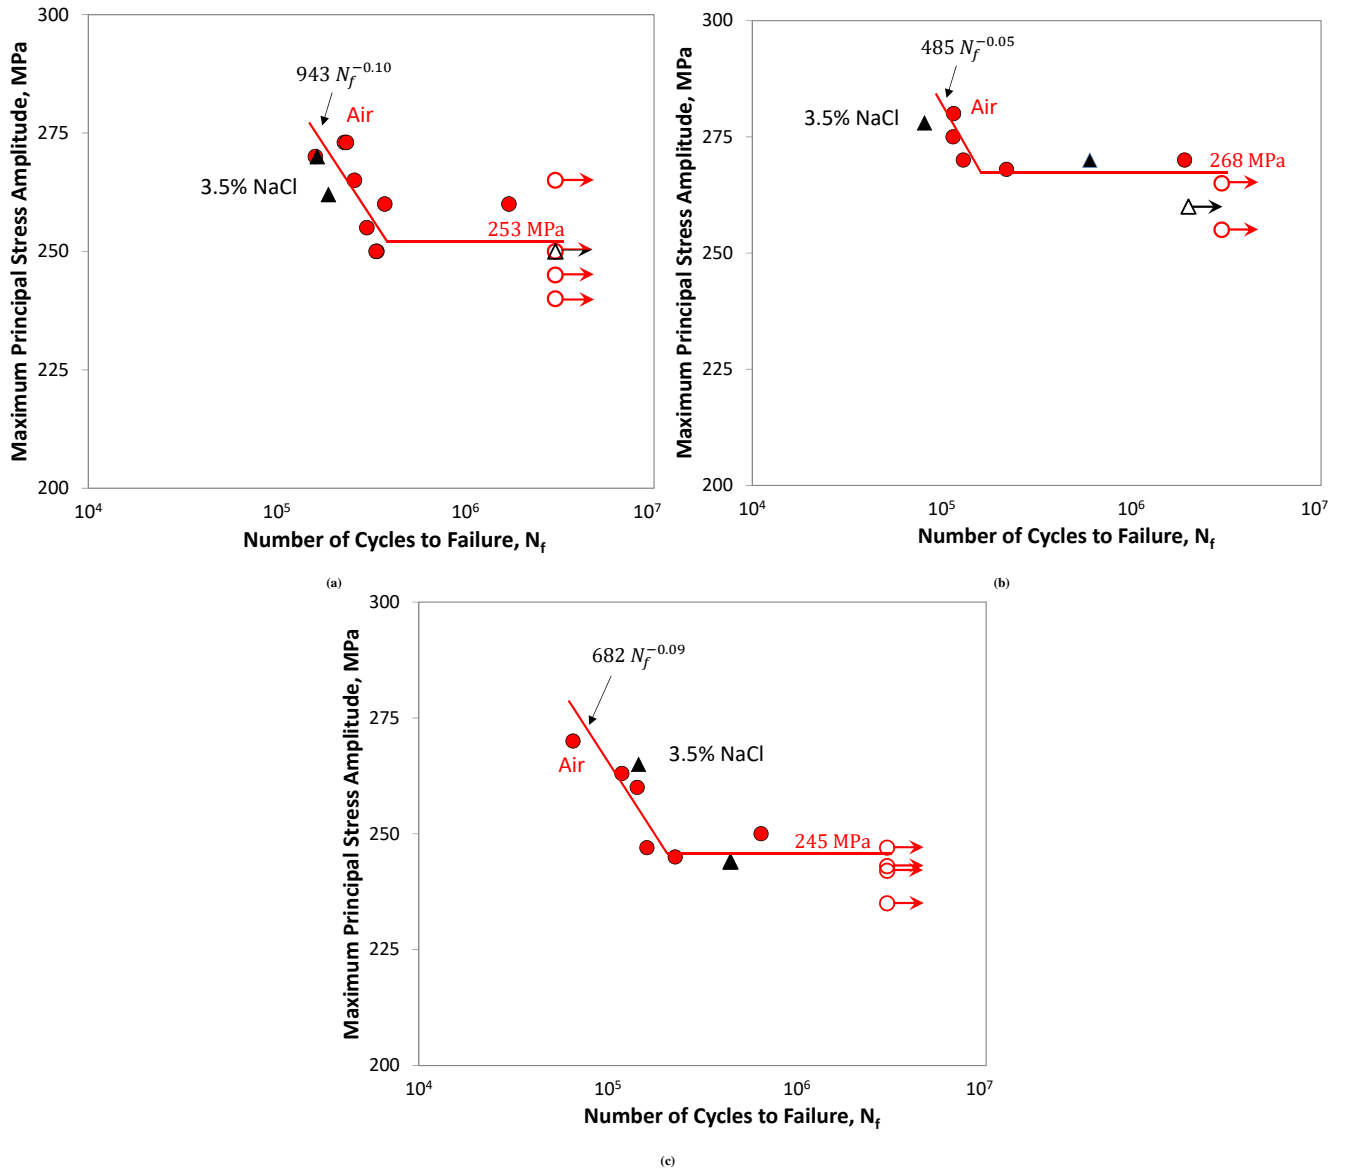 Maximum Principal Stress Amplitude, MPa
300
275
250
225
200
943 N_f^−0.10
Air
3.5% NaCl
253 MPa
10^4
10^5
10^6
10^7
Number of Cycles to Failure, N_f
(a)
Maximum Principal Stress Amplitude, MPa
300
275
250
225
200
485 N_f^−0.05
Air
3.5% NaCl
268 MPa
10^4
10^5
10^6
10^7
Number of Cycles to Failure, N_f
(b)
Maximum Principal Stress Amplitude, MPa
300
275
250
225
200
682 N_f^−0.09
3.5% NaCl
Air
245 MPa
10^4
10^5
10^6
10^7
Number of Cycles to Failure, N_f
(c)